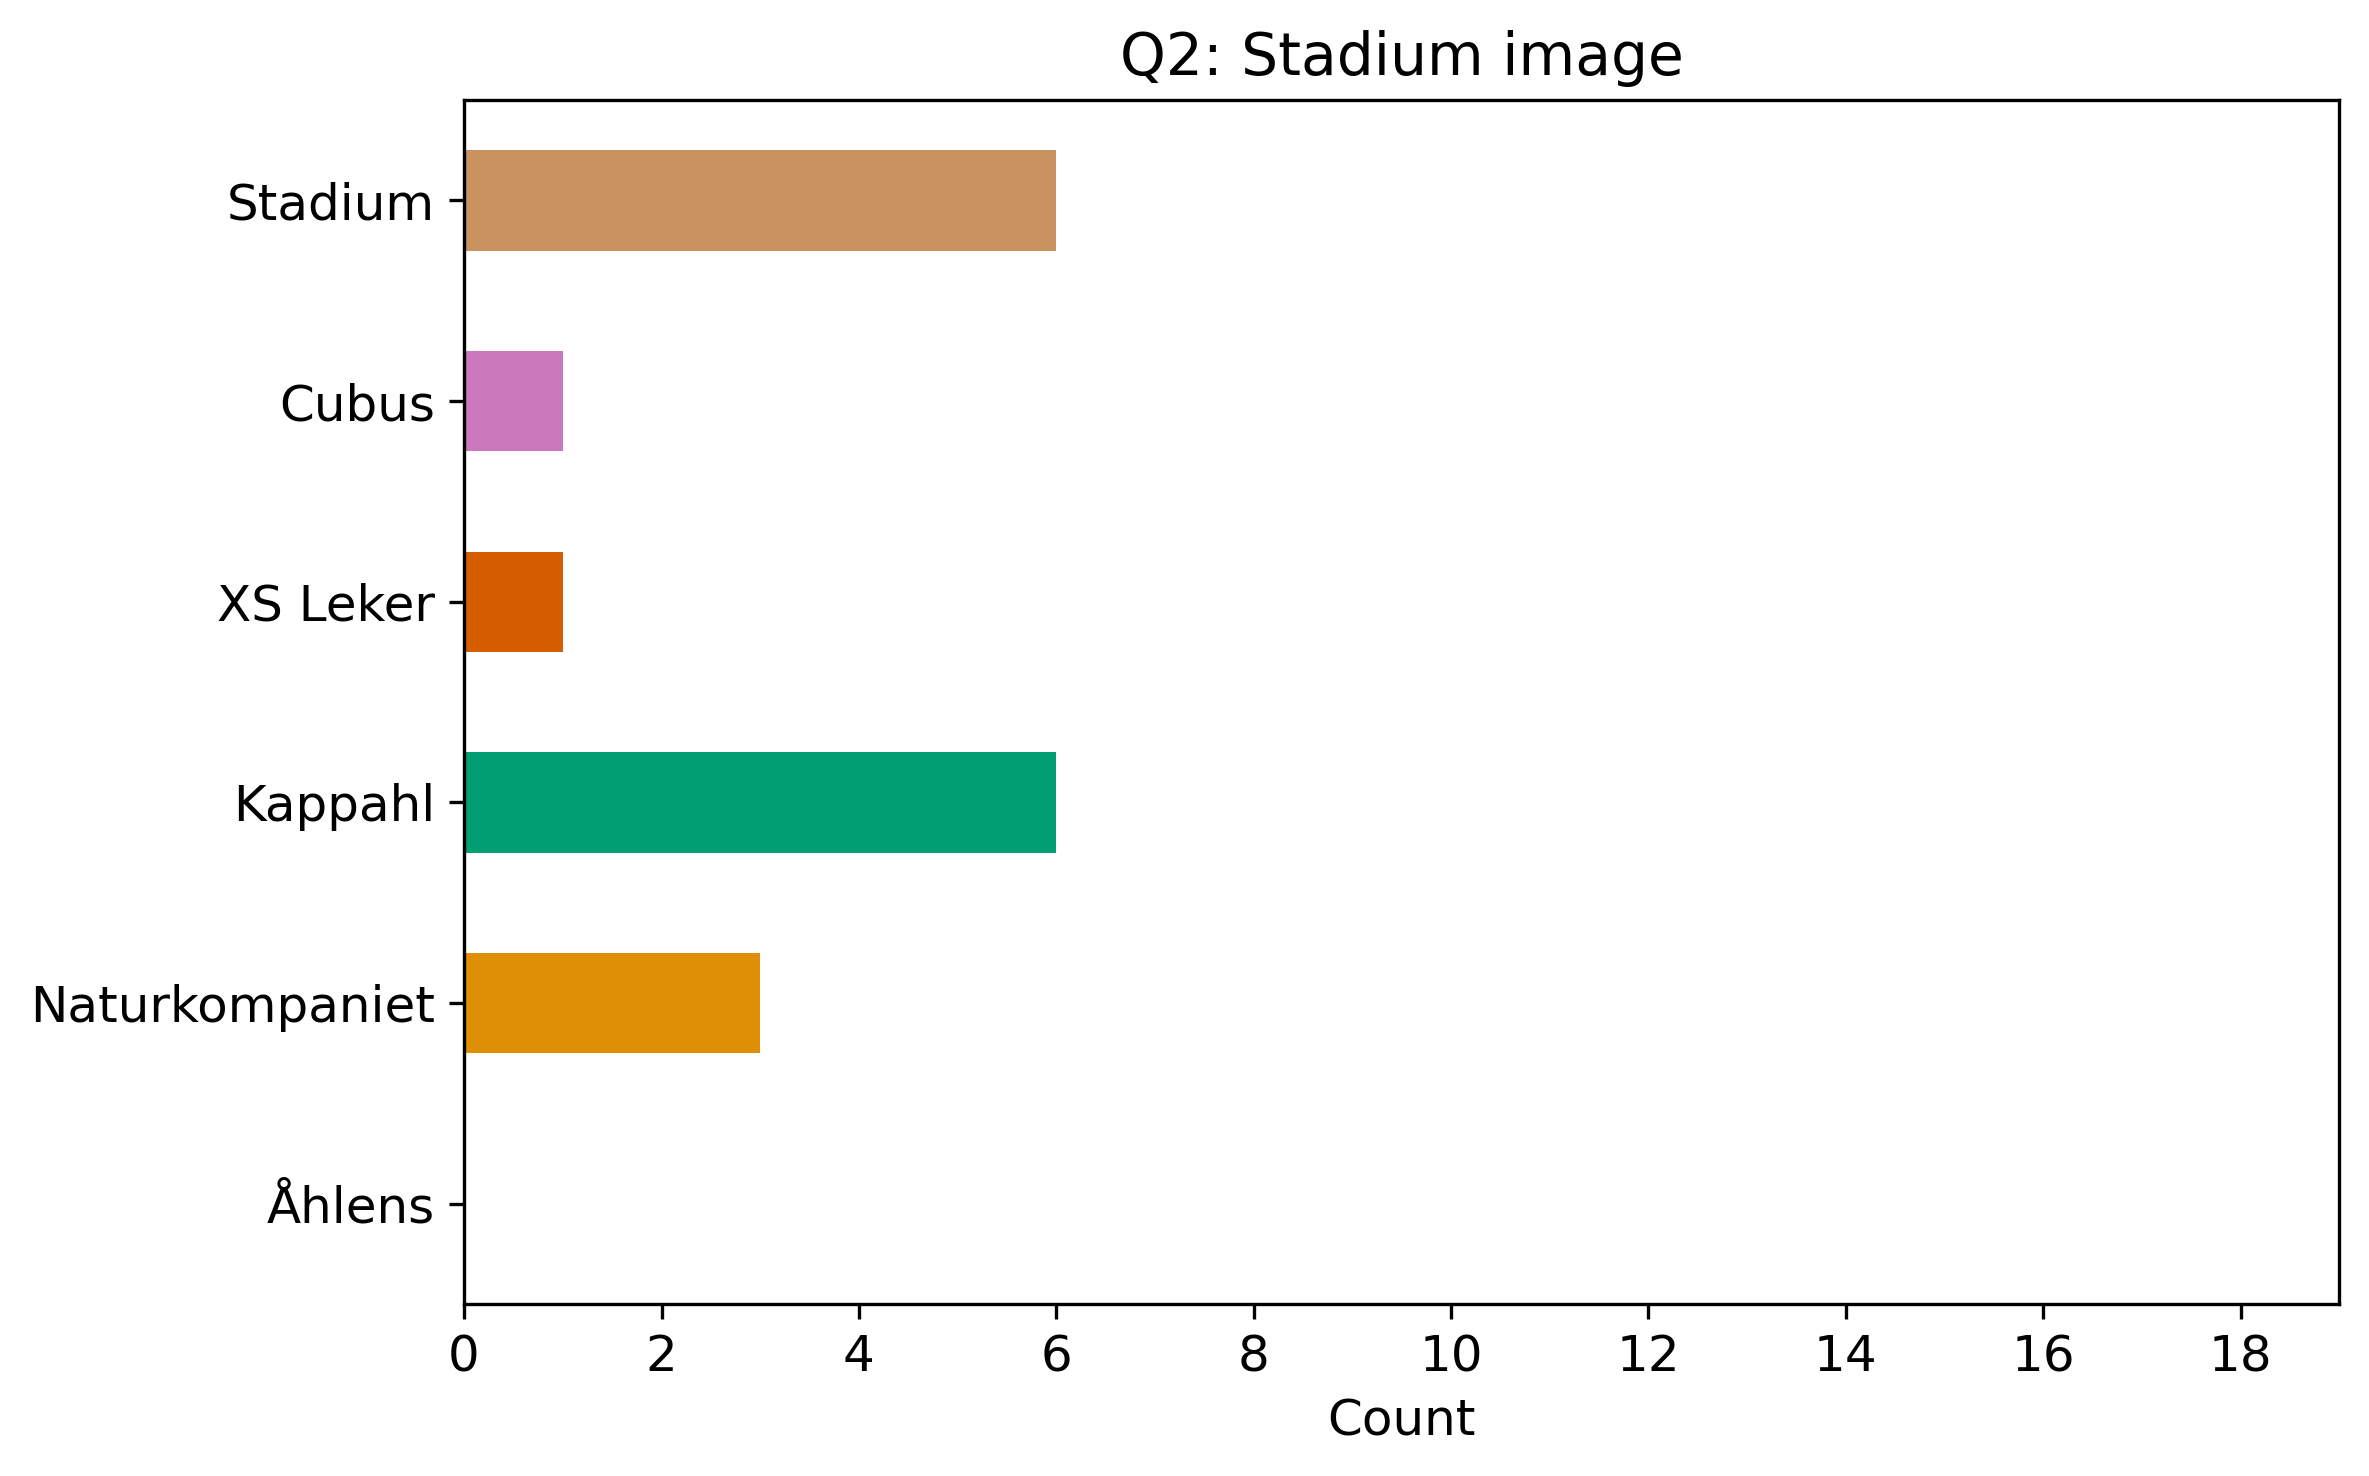 Q2: Stadium image
Stadium
Cubus
XS Leker
Kappahl
Naturkompaniet
Åhlens
0 2 4 6 8 10 12 14 16 18
Count